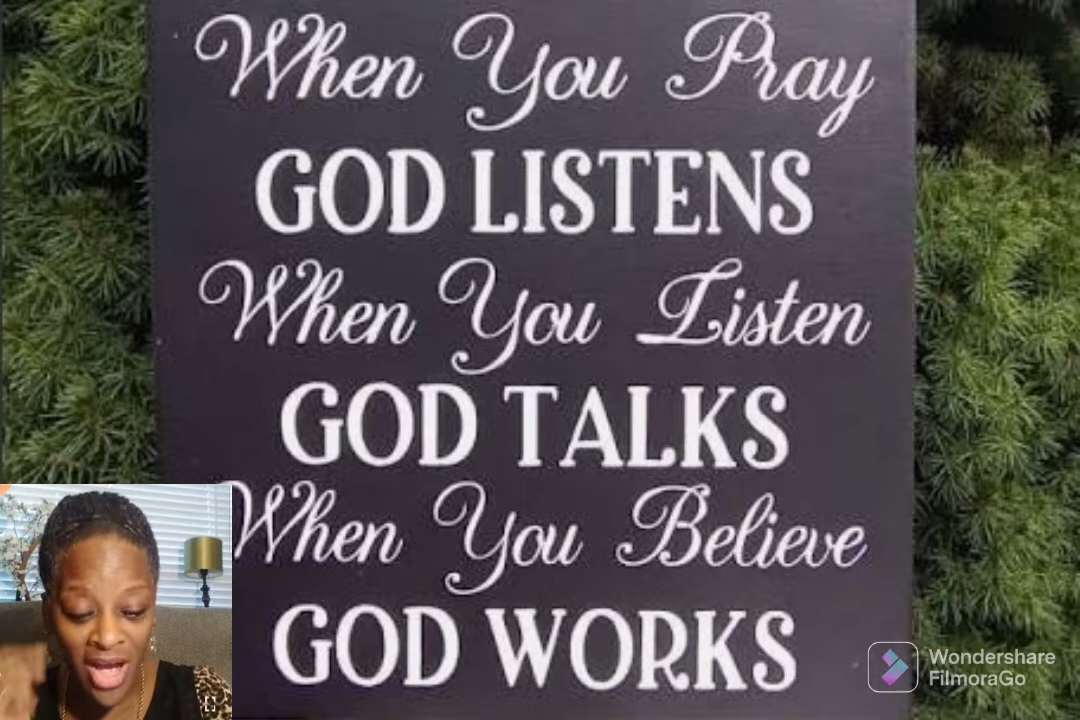 When You Pray
GOD LISTENS
When You Listen
GOD TALKS
When You Believe
GOD WORKS
Wondershare
FilmoraGo